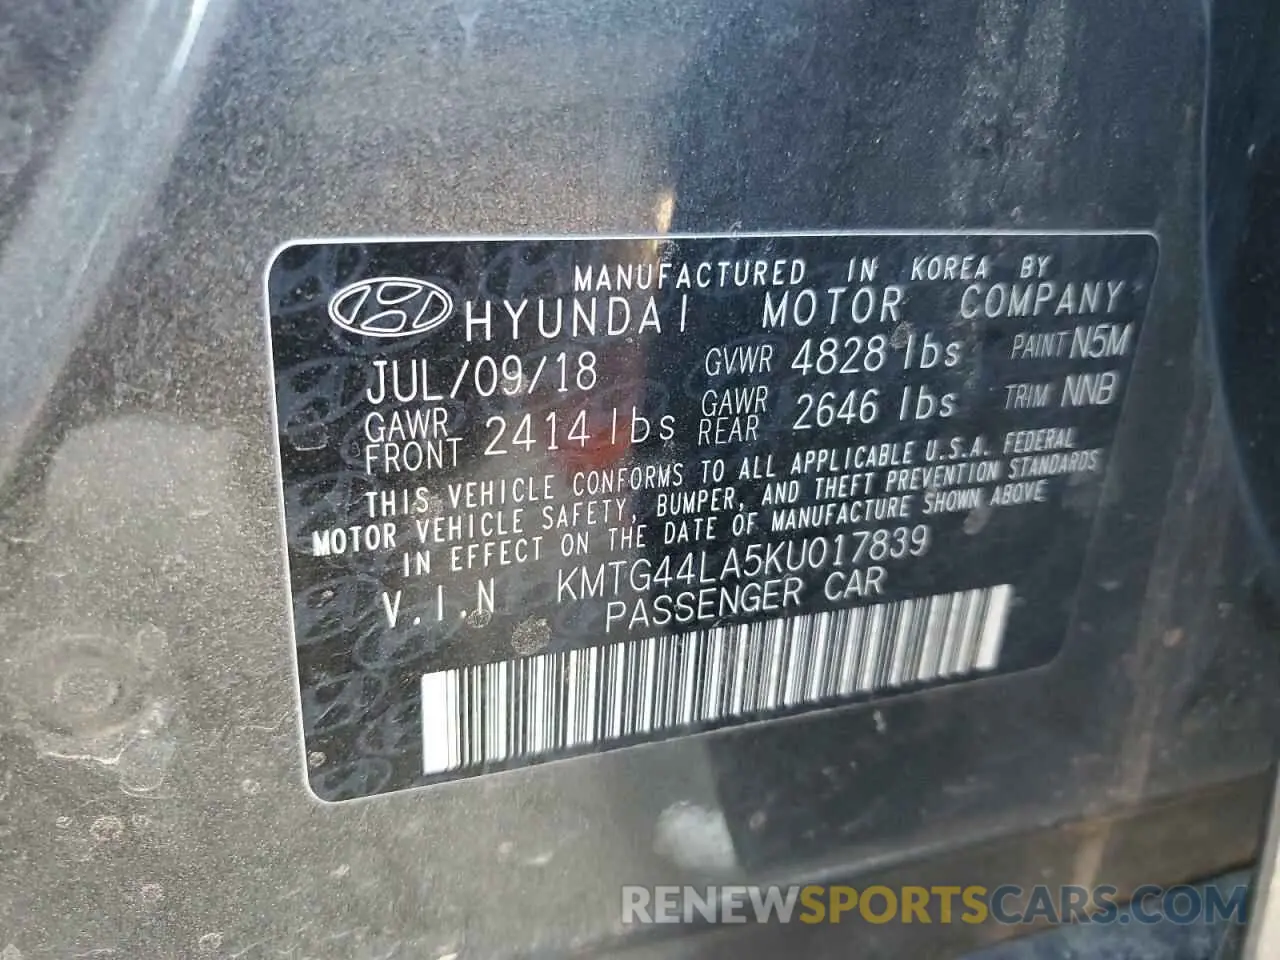 MANUFACTURED IN KOREA BY
HYUNDAI MOTOR COMPANY
JUL/09/18 GVWR 4828 lbs PAINT N5M
GAWR FRONT 2414 lbs GAWR REAR 2646 lbs TRIM NNB
THIS VEHICLE CONFORMS TO ALL APPLICABLE U.S.A. FEDERAL
MOTOR VEHICLE SAFETY, BUMPER, AND THEFT PREVENTION STANDARDS
IN EFFECT ON THE DATE OF MANUFACTURE SHOWN ABOVE
V.I.N KMTG44LA5KU017839
PASSENGER CAR
RENEWSPORTSCARS.COM